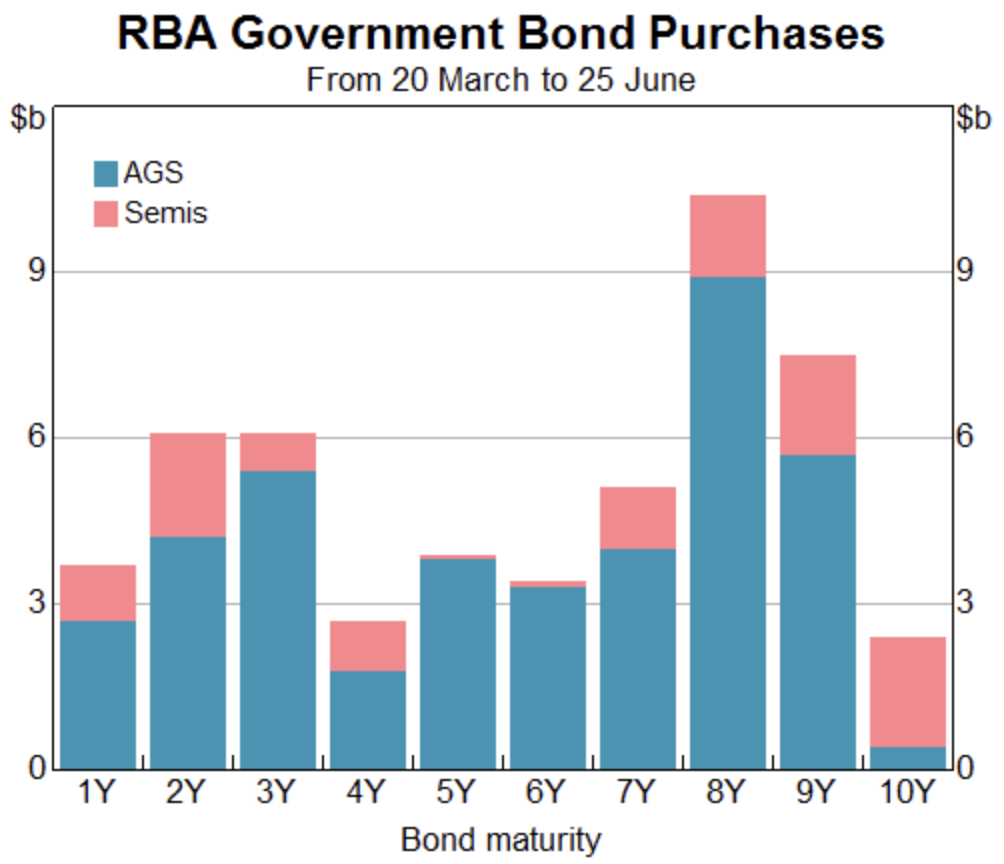 RBA Government Bond Purchases
From 20 March to 25 June
$b $b
AGS
Semis
9 9
6 6
3 3
0 0
1Y 2Y 3Y 4Y 5Y 6Y 7Y 8Y 9Y 10Y
Bond maturity